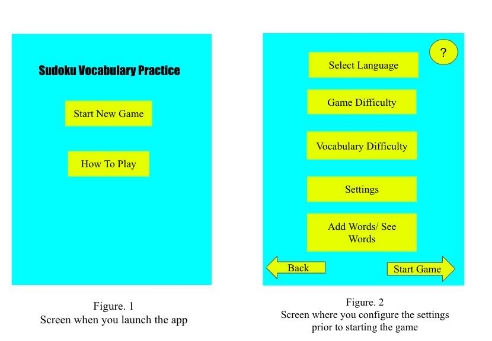 Sudoku Vocabulary Practice
Start New Game
How To Play
Figure. 1
Screen when you launch the app
?
Select Language
Game Difficulty
Vocabulary Difficulty
Settings
Add Words/ See
Words
Back
Start Game
Figure. 2
Screen where you configure the settings
prior to starting the game